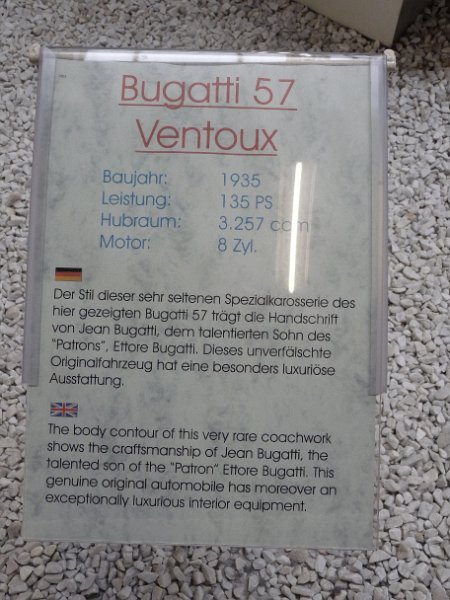 Bugatti 57
Ventoux
Baujahr: 1935
Leistung: 135 PS
Hubraum: 3.257 ccm
Motor: 8 Zyl.
Der Stil dieser sehr seltenen Spezialkarosserie des
hier gezeigten Bugatti 57 trägt die Handschrift
von Jean Bugatti, dem talentierten Sohn des
"Patrons", Ettore Bugatti. Dieses unverfälschte
Originalfahrzeug hat eine besonders luxuriöse
Ausstattung.
The body contour of this very rare coachwork
shows the craftsmanship of Jean Bugatti, the
talented son of the "Patron" Ettore Bugatti. This
genuine original automobile has moreover an
exceptionally luxurious interior equipment.